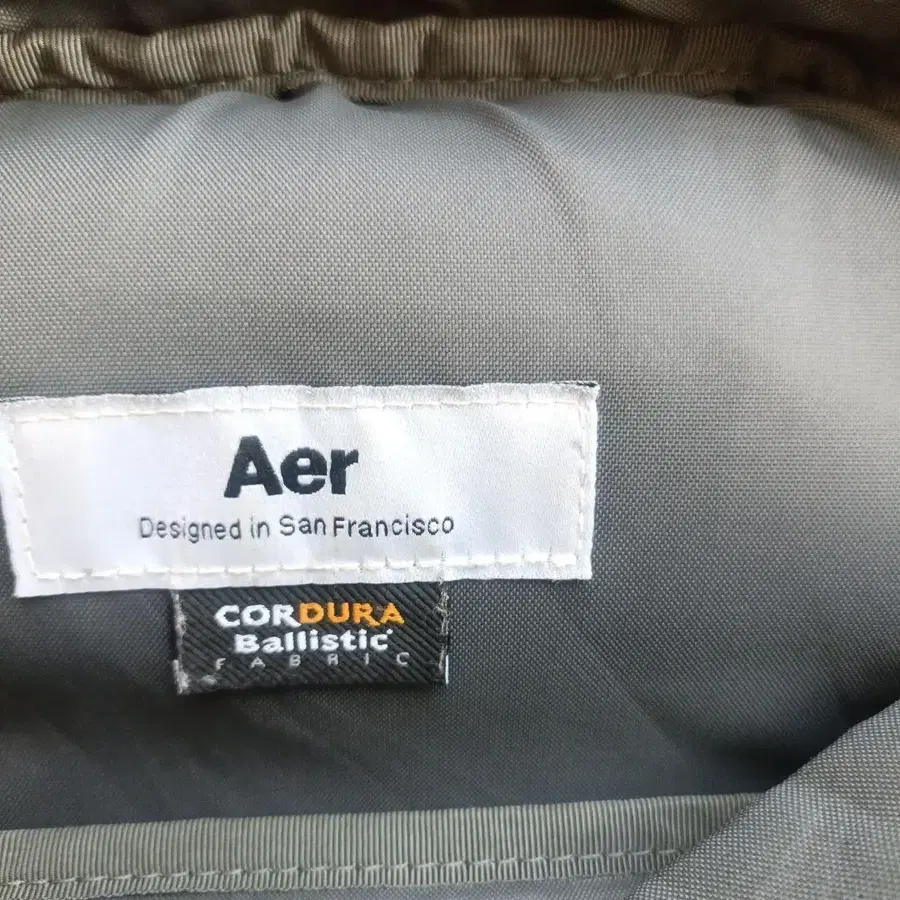 Aer
Designed in San Francisco
CORDURA
Ballistic
FABRIC